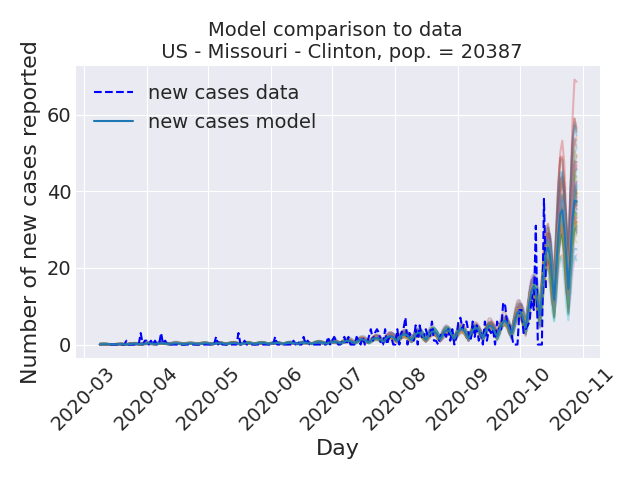 Model comparison to data
US - Missouri - Clinton, pop. = 20387
Number of new cases reported
new cases data
new cases model
60
40
20
0
2020-03
2020-04
2020-05
2020-06
2020-07
2020-08
2020-09
2020-10
2020-11
Day